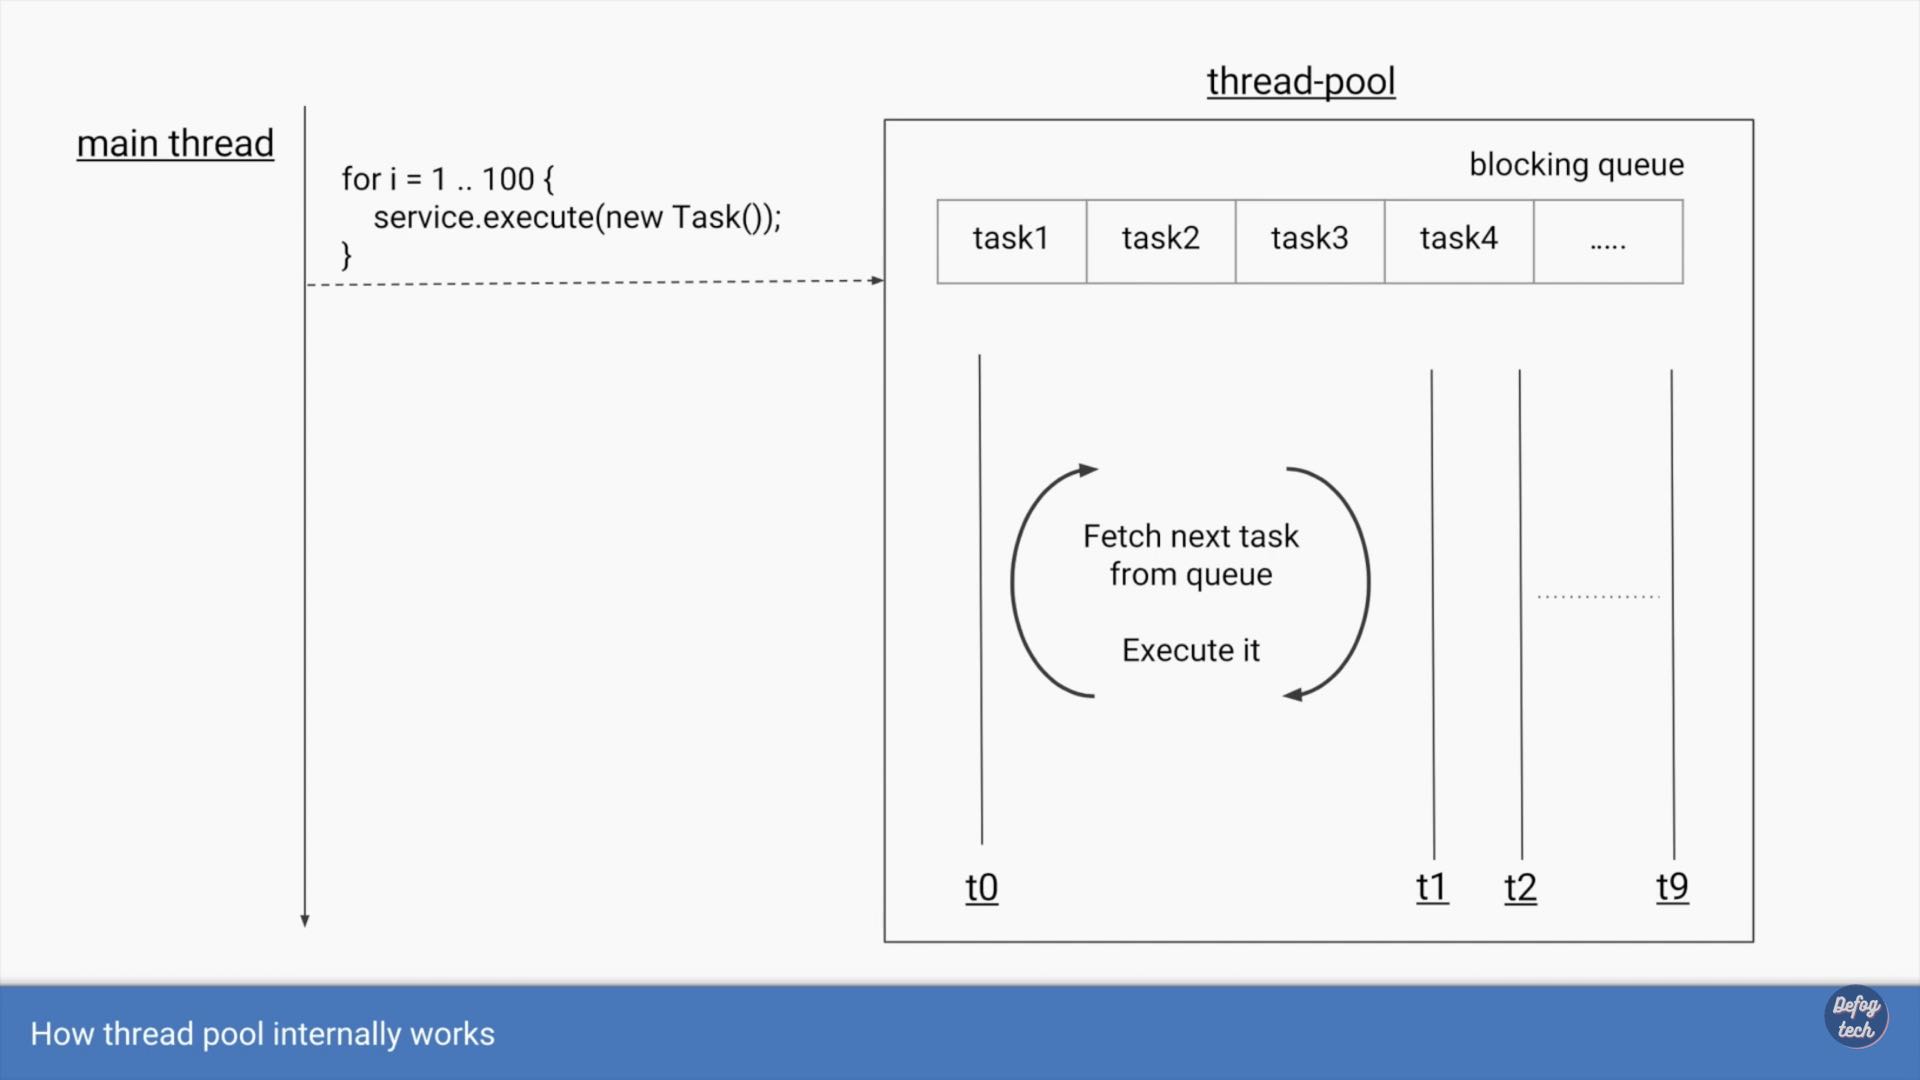 thread-pool
main thread
for i = 1 .. 100 {
service.execute(new Task());
}
blocking queue
task1 task2 task3 task4 .....
Fetch next task
from queue
Execute it
t0 t1 t2 t9
How thread pool internally works
Defog
tech